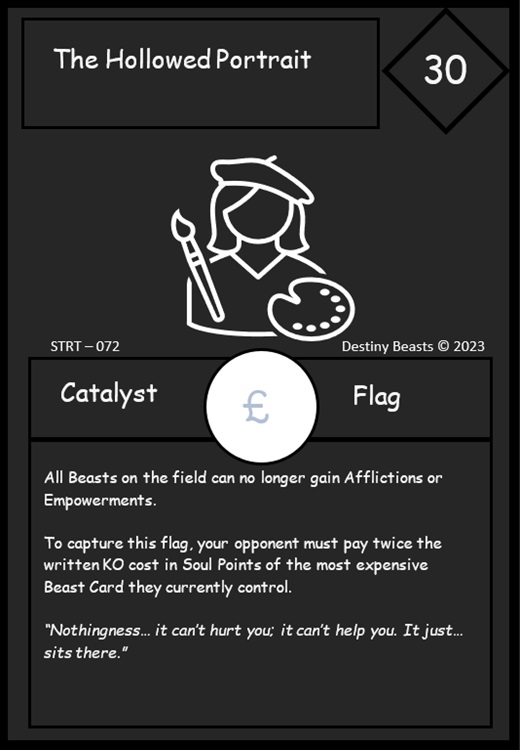 The Hollowed Portrait
30
STRT – 072
Destiny Beasts © 2023
Catalyst
£
Flag
All Beasts on the field can no longer gain Afflictions or
Empowerments.
To capture this flag, your opponent must pay twice the
written KO cost in Soul Points of the most expensive
Beast Card they currently control.
“Nothingness... it can’t hurt you; it can’t help you. It just...
sits there.”